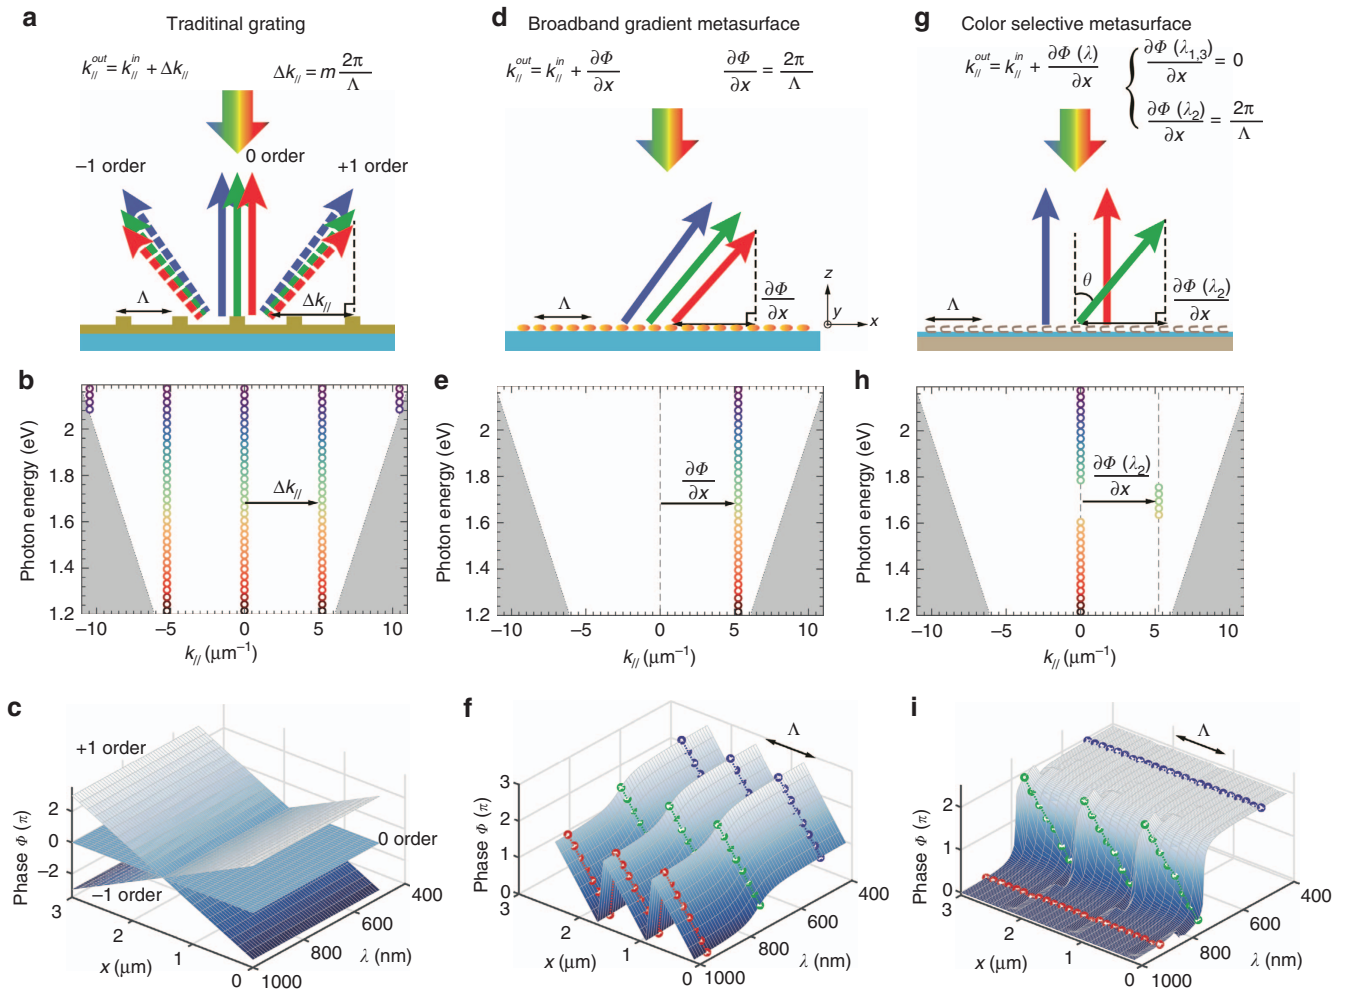 a
Traditinal grating
k//^out = k//^in + Δk//
Δk// = m 2π/Λ
−1 order
0 order
+1 order
Λ
Δk//
d
Broadband gradient metasurface
k//^out = k//^in + ∂Φ/∂x
∂Φ/∂x = 2π/Λ
Λ
∂Φ/∂x
z
y
x
g
Color selective metasurface
k//^out = k//^in + ∂Φ (λ)/∂x
∂Φ (λ1,3)/∂x = 0
∂Φ (λ2)/∂x = 2π/Λ
θ
Λ
∂Φ (λ2)/∂x
b
Photon energy (eV)
2
1.8
1.6
1.4
1.2
Δk//
−10 −5 0 5 10
k// (μm−1)
e
Photon energy (eV)
2
1.8
1.6
1.4
1.2
∂Φ/∂x
−10 −5 0 5 10
k// (μm−1)
h
Photon energy (eV)
2
1.8
1.6
1.4
1.2
∂Φ (λ2)/∂x
−10 −5 0 5 10
k// (μm−1)
c
+1 order
0 order
−1 order
Phase Φ (π)
2
0
−2
3
2
1
0
x (μm)
400
600
800
1000
λ (nm)
f
Λ
Phase Φ (π)
3
2
1
0
3
2
1
0
x (μm)
400
600
800
1000
λ (nm)
i
Λ
Phase Φ (π)
2
1
0
3
2
1
0
x (μm)
400
600
800
1000
λ (nm)